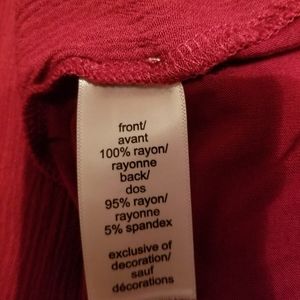 front/
avant
100% rayon/
rayonne
back/
dos
95% rayon/
rayonne
5% spandex
exclusive of
decoration/
sauf
décorations